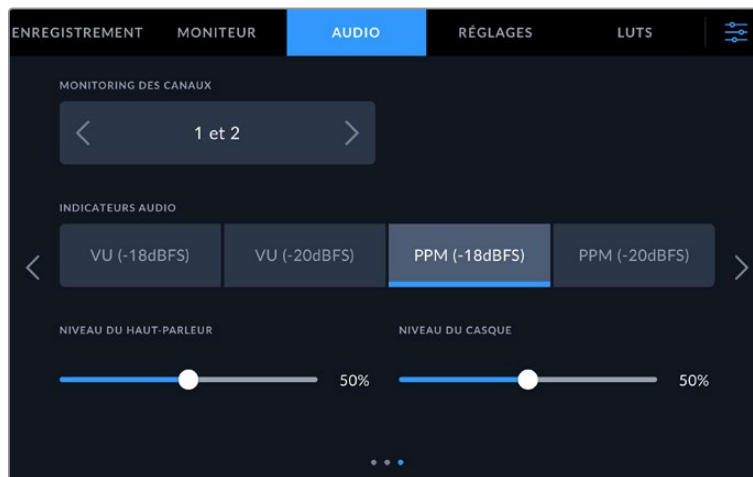 ENREGISTREMENT MONITEUR AUDIO RÉGLAGES LUTS
MONITORING DES CANAUX
1 et 2
INDICATEURS AUDIO
VU (-18dBFS) VU (-20dBFS) PPM (-18dBFS) PPM (-20dBFS)
NIVEAU DU HAUT-PARLEUR NIVEAU DU CASQUE
50% 50%